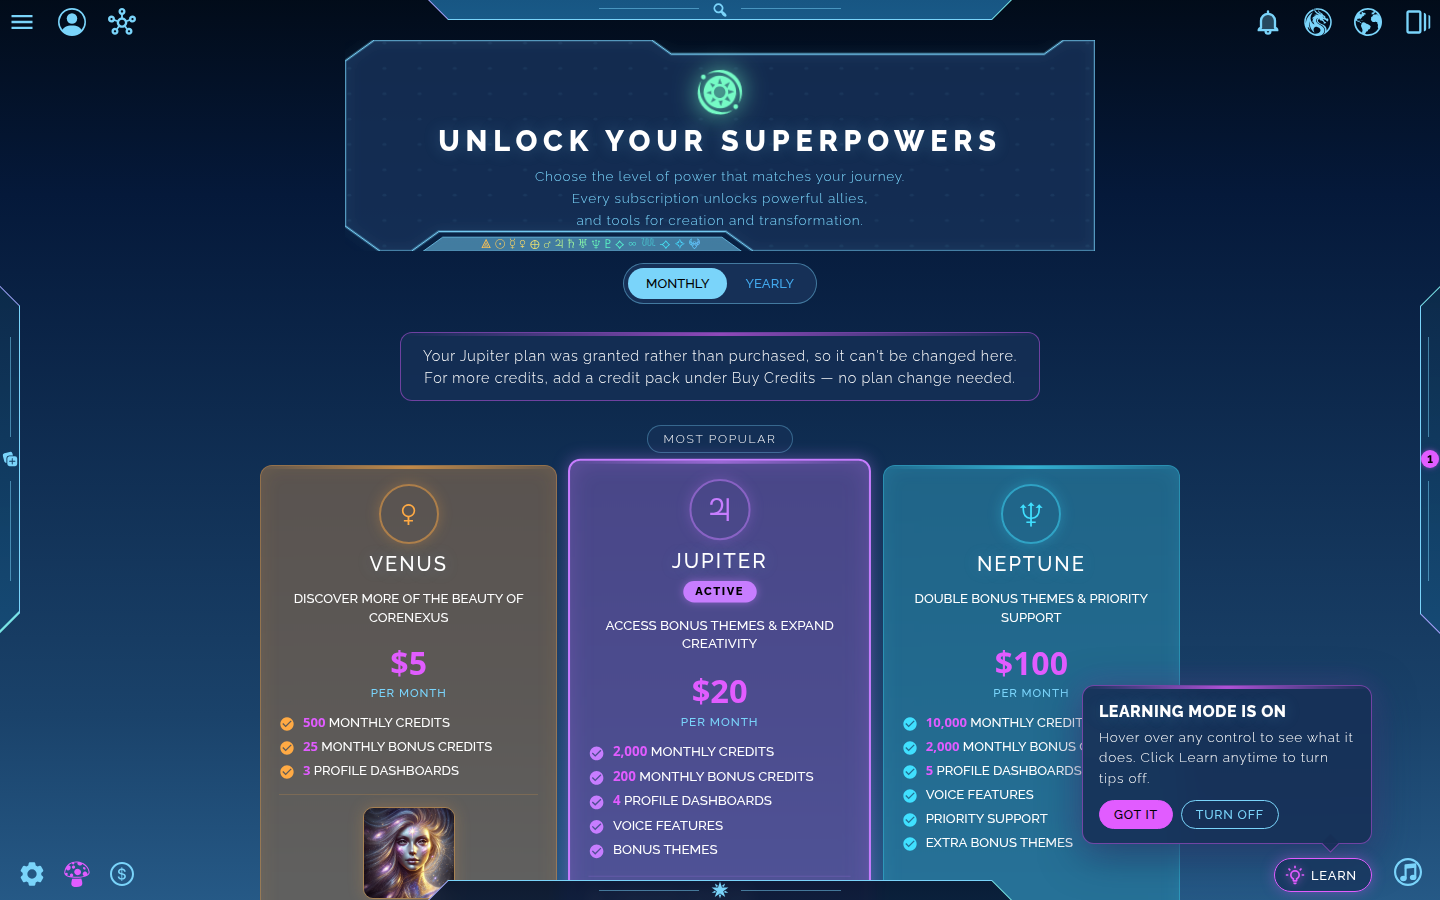 UNLOCK YOUR SUPERPOWERS
Choose the level of power that matches your journey.
Every subscription unlocks powerful allies,
and tools for creation and transformation.
MONTHLY
YEARLY
Your Jupiter plan was granted rather than purchased, so it can't be changed here.
For more credits, add a credit pack under Buy Credits — no plan change needed.
MOST POPULAR
VENUS
DISCOVER MORE OF THE BEAUTY OF
CORENEXUS
$5
PER MONTH
500 MONTHLY CREDITS
25 MONTHLY BONUS CREDITS
3 PROFILE DASHBOARDS
JUPITER
ACTIVE
ACCESS BONUS THEMES & EXPAND
CREATIVITY
$20
PER MONTH
2,000 MONTHLY CREDITS
200 MONTHLY BONUS CREDITS
4 PROFILE DASHBOARDS
VOICE FEATURES
BONUS THEMES
NEPTUNE
DOUBLE BONUS THEMES & PRIORITY
SUPPORT
$100
PER MONTH
10,000 MONTHLY CREDIT
2,000 MONTHLY BONUS
5 PROFILE DASHBOARDS
VOICE FEATURES
PRIORITY SUPPORT
EXTRA BONUS THEMES
1
LEARNING MODE IS ON
Hover over any control to see what it
does. Click Learn anytime to turn
tips off.
GOT IT
TURN OFF
LEARN